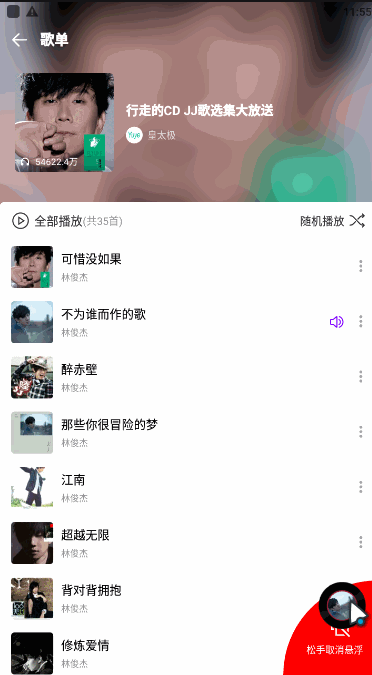 11:55
歌单
行走的CD JJ歌选集大放送
皇太极
54622.4万
全部播放(共35首)
随机播放
可惜没如果
林俊杰
不为谁而作的歌
林俊杰
醉赤壁
林俊杰
那些你很冒险的梦
林俊杰
江南
林俊杰
超越无限
林俊杰
背对背拥抱
林俊杰
修炼爱情
林俊杰
松手取消悬浮